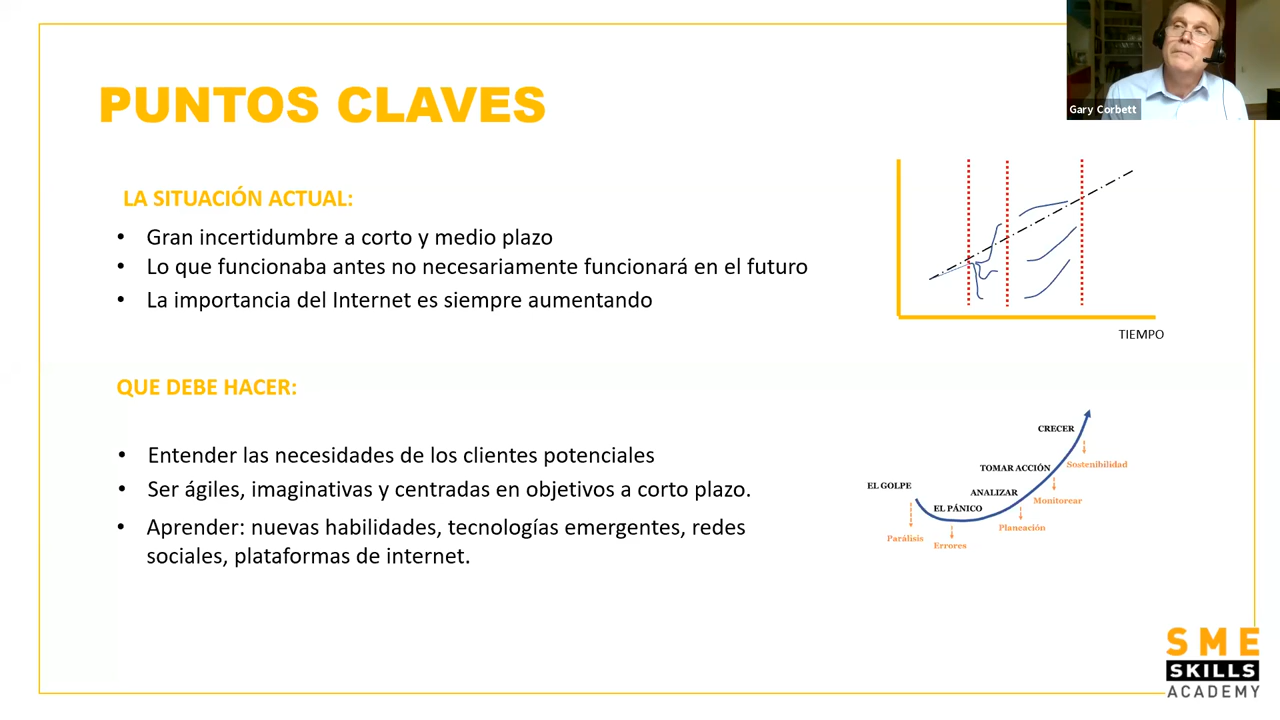 PUNTOS CLAVES
Gary Corbett
LA SITUACIÓN ACTUAL:
• Gran incertidumbre a corto y medio plazo
• Lo que funcionaba antes no necesariamente funcionará en el futuro
• La importancia del Internet es siempre aumentando
TIEMPO
QUE DEBE HACER:
• Entender las necesidades de los clientes potenciales
• Ser ágiles, imaginativas y centradas en objetivos a corto plazo.
• Aprender: nuevas habilidades, tecnologías emergentes, redes
sociales, plataformas de internet.
CRECER
Sostenibilidad
TOMAR ACCIÓN
Monitorear
ANALIZAR
Planeación
EL GOLPE
EL PÁNICO
Parálisis
Errores
SME
SKILLS
ACADEMY